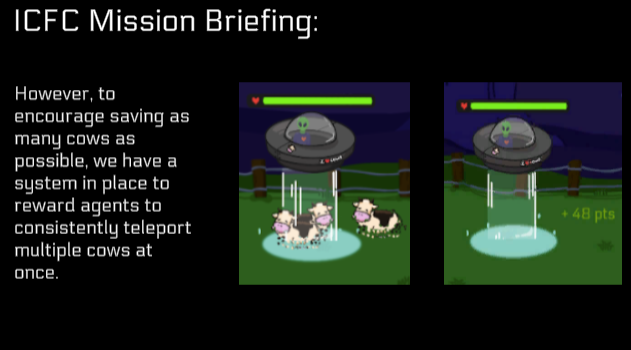 ICFC Mission Briefing:
However, to
encourage saving as
many cows as
possible, we have a
system in place to
reward agents to
consistently teleport
multiple cows at
once.
+ 48 pts